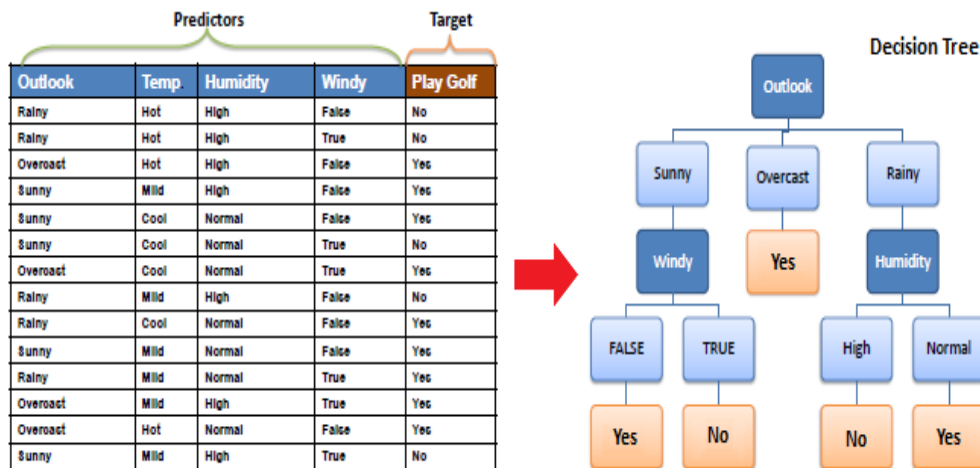 Predictors
Target
Outlook Temp. Humidity Windy Play Golf
Rainy Hot High False No
Rainy Hot High True No
Overcast Hot High False Yes
Sunny Mild High False Yes
Sunny Cool Normal False Yes
Sunny Cool Normal True No
Overcast Cool Normal True Yes
Rainy Mild High False No
Rainy Cool Normal False Yes
Sunny Mild Normal False Yes
Rainy Mild Normal True Yes
Overcast Mild High True Yes
Overcast Hot Normal False Yes
Sunny Mild High True No
Decision Tree
Outlook
Sunny Overcast Rainy
Windy Yes Humidity
FALSE TRUE High Normal
Yes No No Yes